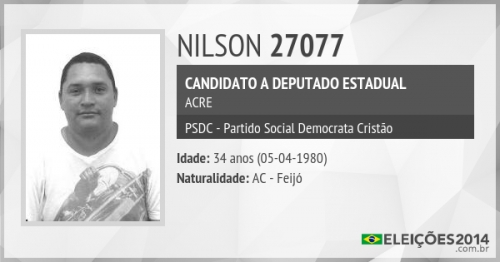 NILSON 27077
CANDIDATO A DEPUTADO ESTADUAL
ACRE
PSDC - Partido Social Democrata Cristão
Idade: 34 anos (05-04-1980)
Naturalidade: AC - Feijó
ELEIÇÕES2014
.com.br